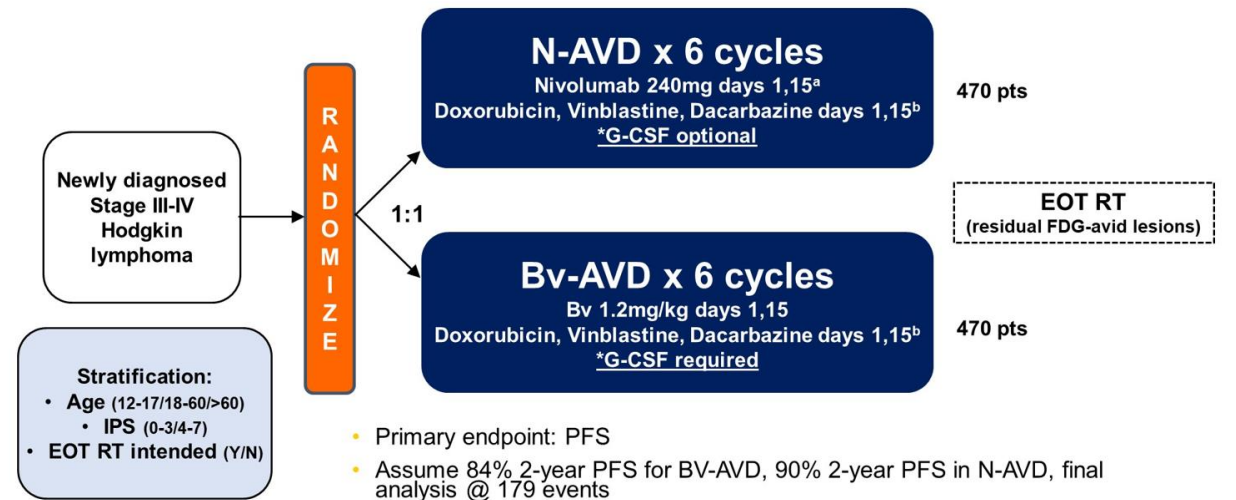 Newly diagnosed
Stage III-IV
Hodgkin
lymphoma
Stratification:
• Age (12-17/18-60/>60)
• IPS (0-3/4-7)
• EOT RT intended (Y/N)
R
A
N
D
O
M
I
Z
E
1:1
N-AVD x 6 cycles
Nivolumab 240mg days 1,15ᵃ
Doxorubicin, Vinblastine, Dacarbazine days 1,15ᵇ
*G-CSF optional
470 pts
Bv-AVD x 6 cycles
Bv 1.2mg/kg days 1,15
Doxorubicin, Vinblastine, Dacarbazine days 1,15ᵇ
*G-CSF required
470 pts
EOT RT
(residual FDG-avid lesions)
• Primary endpoint: PFS
• Assume 84% 2-year PFS for BV-AVD, 90% 2-year PFS in N-AVD, final
analysis @ 179 events